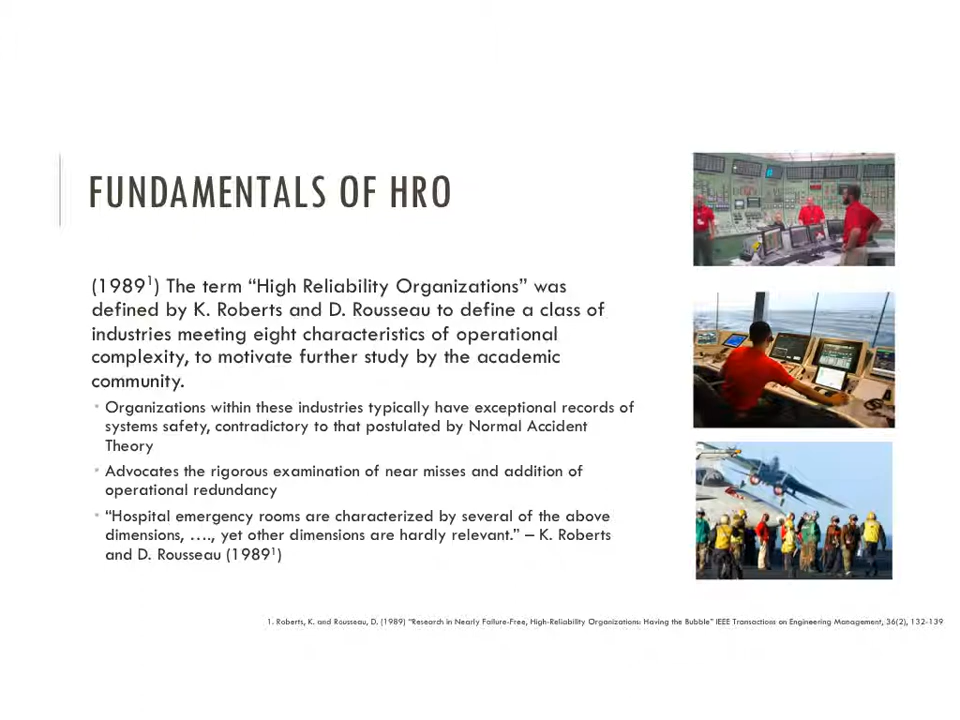 FUNDAMENTALS OF HRO
(1989¹) The term “High Reliability Organizations” was
defined by K. Roberts and D. Rousseau to define a class of
industries meeting eight characteristics of operational
complexity, to motivate further study by the academic
community.
Organizations within these industries typically have exceptional records of
systems safety, contradictory to that postulated by Normal Accident
Theory
Advocates the rigorous examination of near misses and addition of
operational redundancy
“Hospital emergency rooms are characterized by several of the above
dimensions, …., yet other dimensions are hardly relevant.” – K. Roberts
and D. Rousseau (1989¹)
1. Roberts, K. and Rousseau, D. (1989) “Research in Nearly Failure-Free, High-Reliability Organizations: Having the Bubble” IEEE Transactions on Engineering Management, 36(2), 132-139